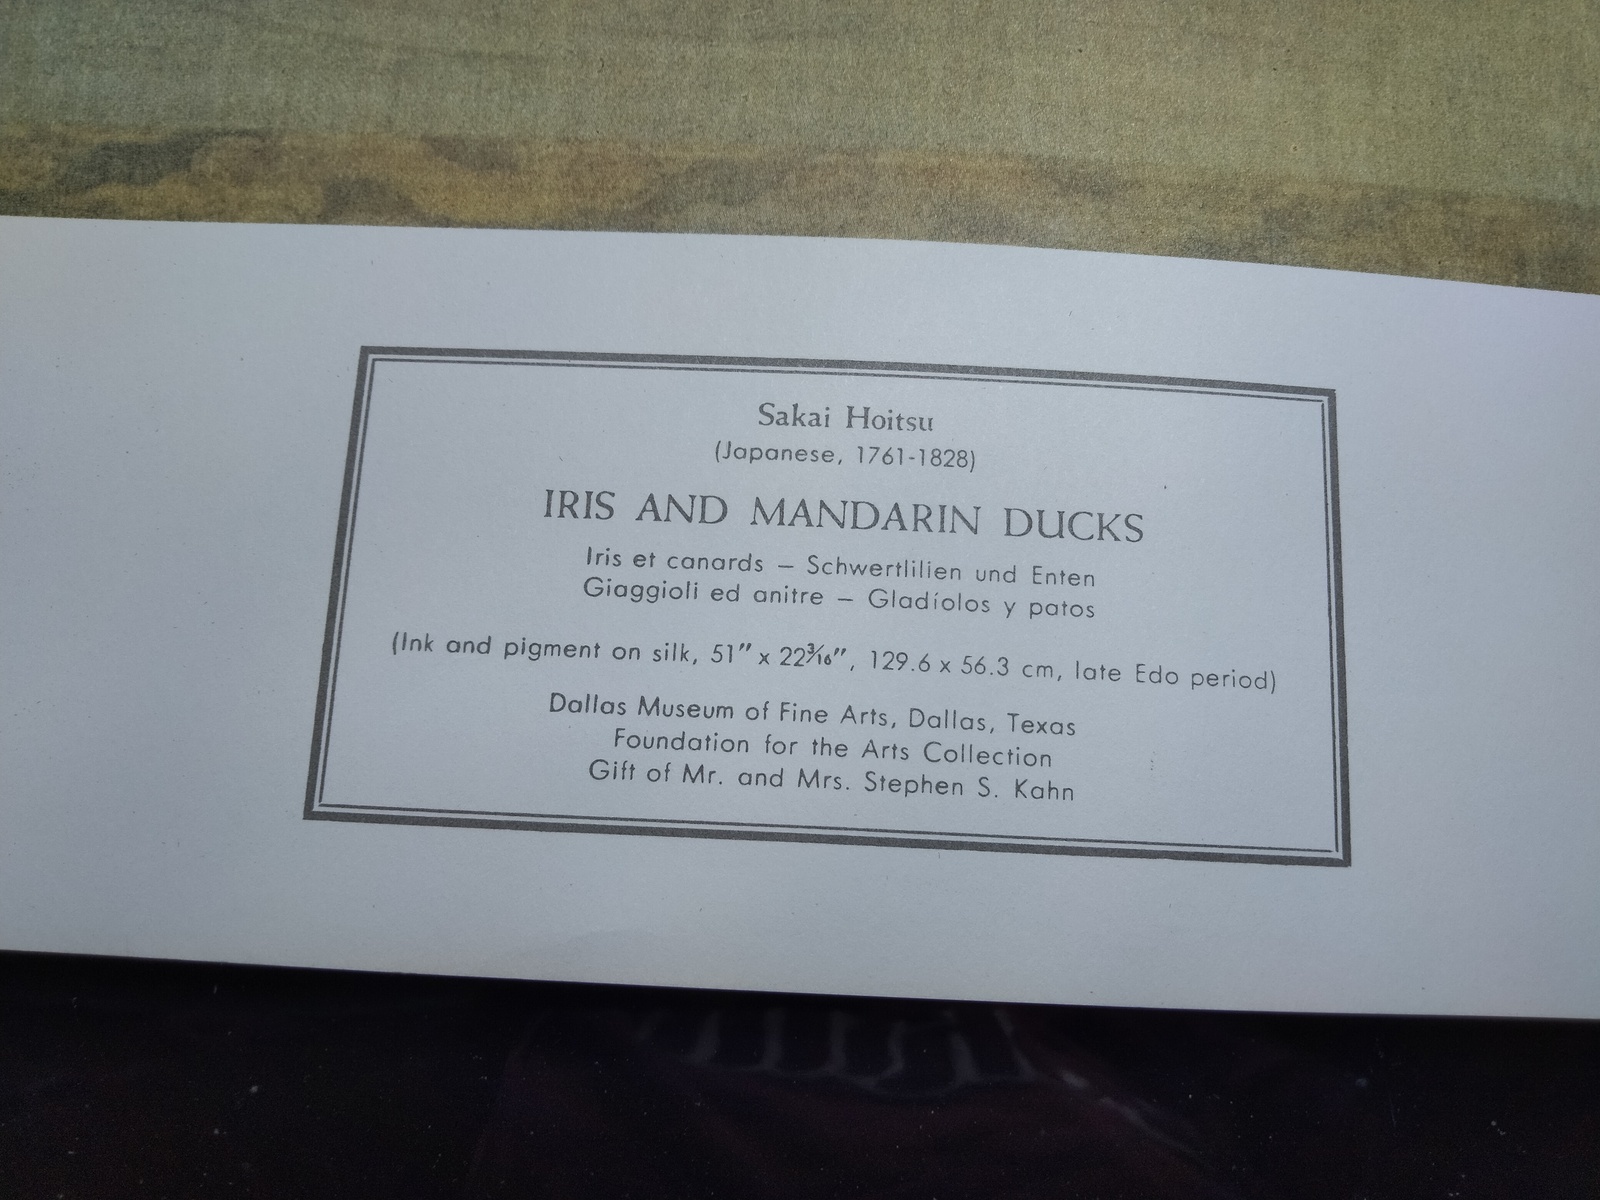 Sakai Hoitsu
(Japanese, 1761-1828)
IRIS AND MANDARIN DUCKS
Iris et canards – Schwertlilien und Enten
Giaggioli ed anitre – Gladíolos y patos
(Ink and pigment on silk, 51″ x 22³⁄₁₆″, 129.6 x 56.3 cm, late Edo period)
Dallas Museum of Fine Arts, Dallas, Texas
Foundation for the Arts Collection
Gift of Mr. and Mrs. Stephen S. Kahn